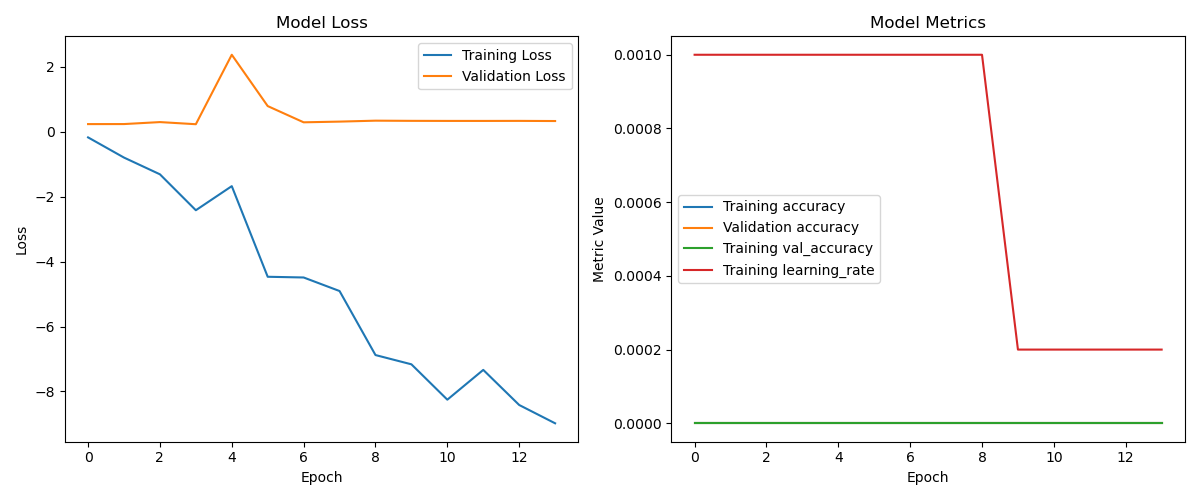 Model Loss
Training Loss
Validation Loss
2
0
−2
−4
−6
−8
Loss
0 2 4 6 8 10 12
Epoch
Model Metrics
0.0010
0.0008
0.0006
0.0004
0.0002
0.0000
Metric Value
Training accuracy
Validation accuracy
Training val_accuracy
Training learning_rate
0 2 4 6 8 10 12
Epoch